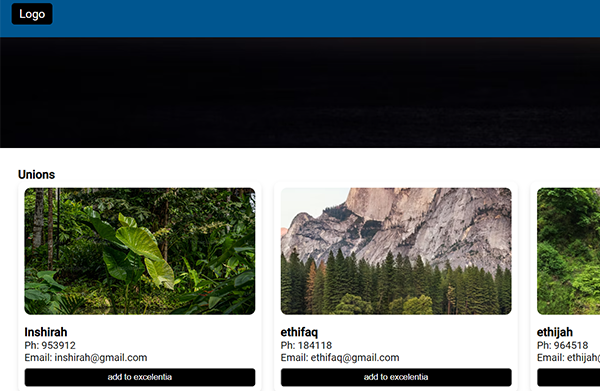 Logo
Unions
Inshirah
Ph: 953912
Email: inshirah@gmail.com
add to excelentia
ethifaq
Ph: 184118
Email: ethifaq@gmail.com
add to excelentia
ethijah
Ph: 964518
Email: ethijah@